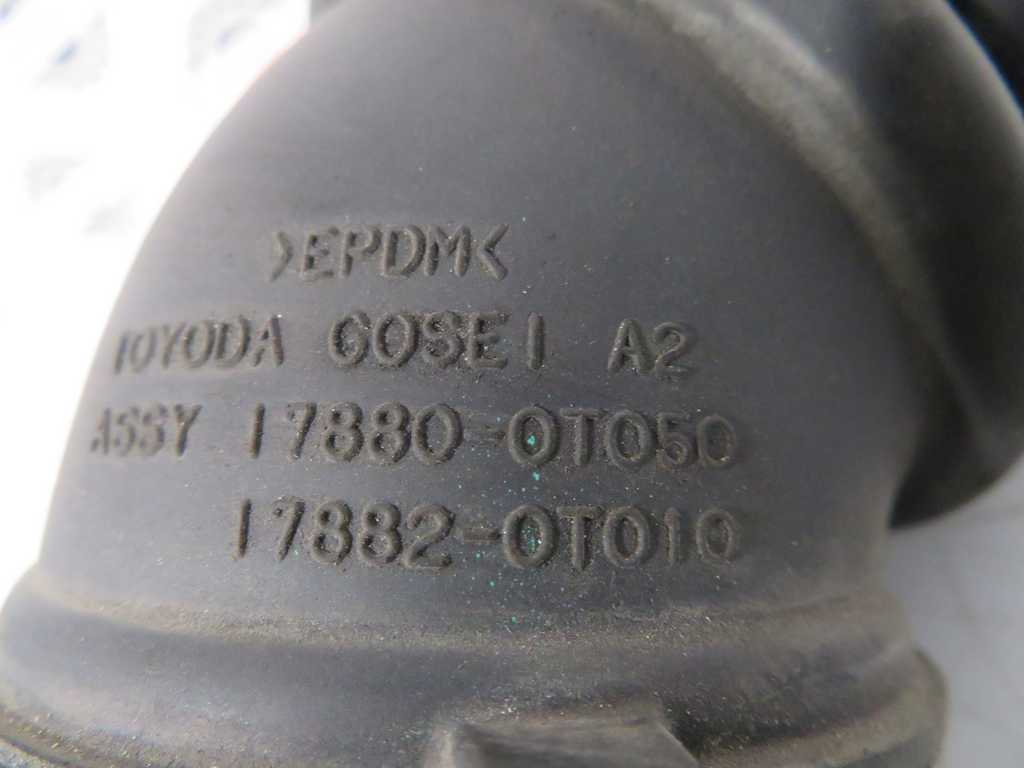 >EPDM<
TOYODA GOSEI A2
ASSY 17880-0T050
17882-0T010